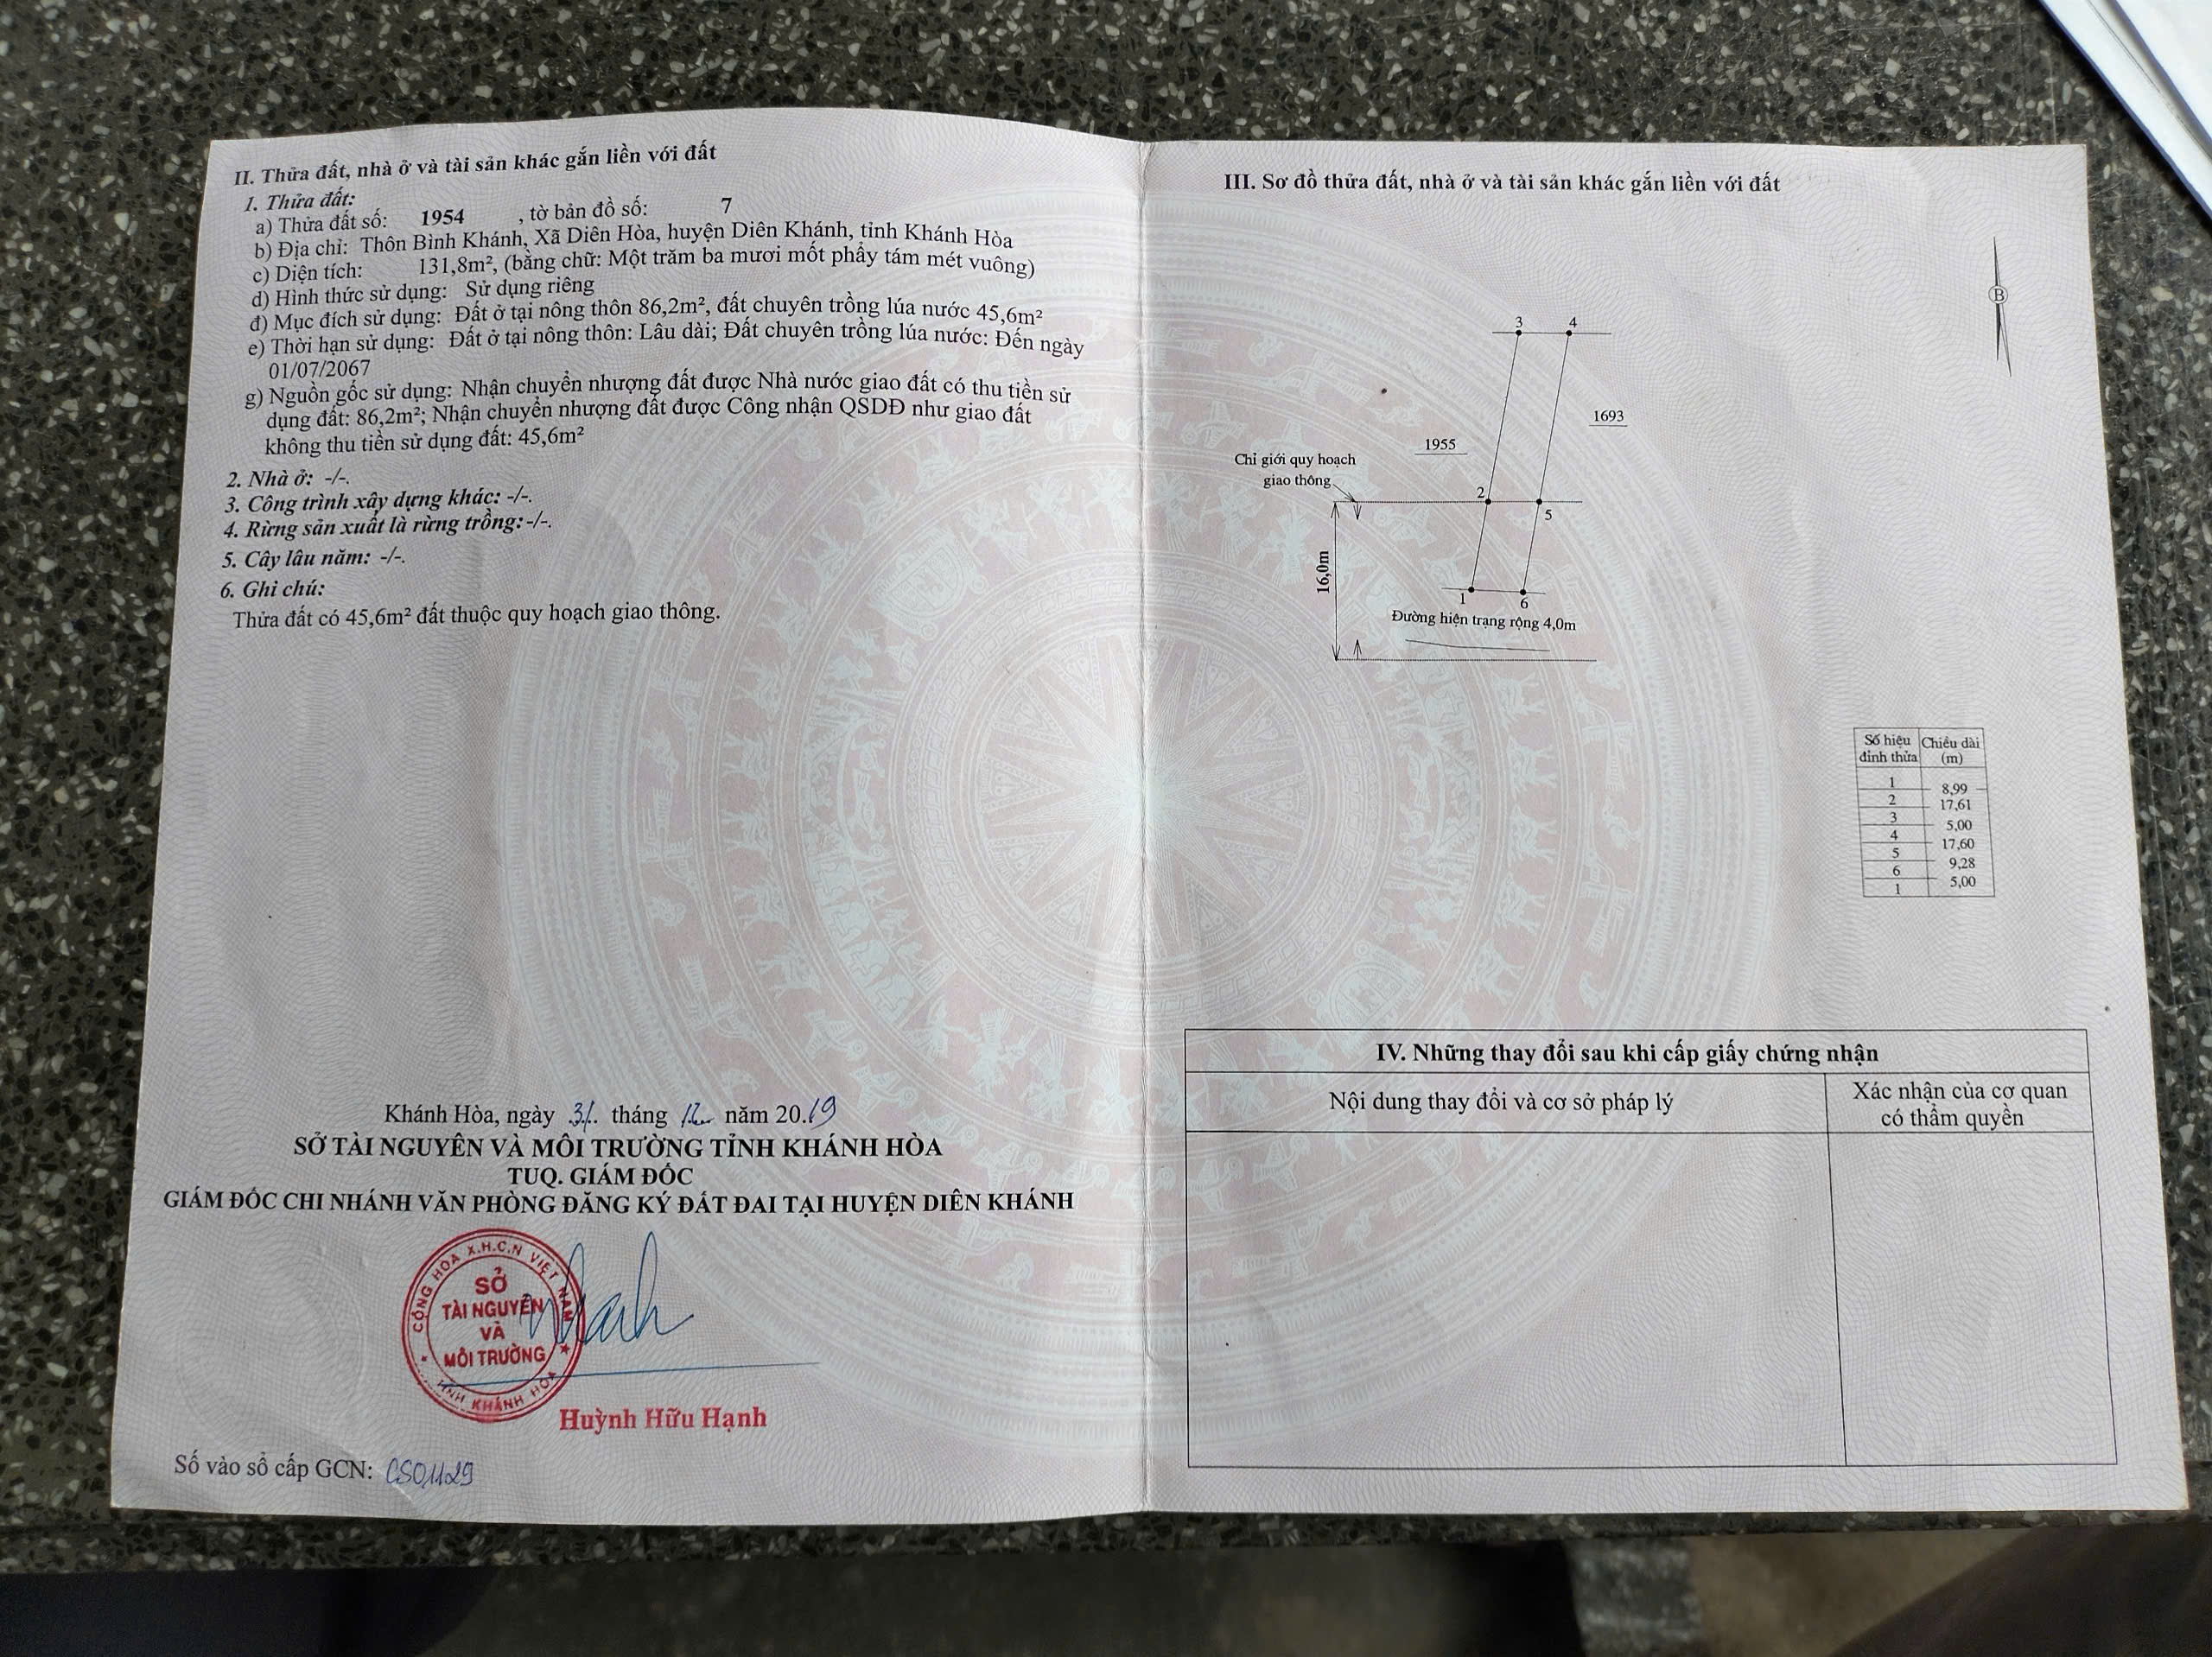 II. Thửa đất, nhà ở và tài sản khác gắn liền với đất
1. Thửa đất:
a) Thửa đất số: 1954 , tờ bản đồ số: 7
b) Địa chỉ: Thôn Bình Khánh, Xã Diên Hòa, huyện Diên Khánh, tỉnh Khánh Hòa
c) Diện tích: 131,8m², (bằng chữ: Một trăm ba mươi mốt phẩy tám mét vuông)
d) Hình thức sử dụng: Sử dụng riêng
đ) Mục đích sử dụng: Đất ở tại nông thôn 86,2m², đất chuyên trồng lúa nước 45,6m²
e) Thời hạn sử dụng: Đất ở tại nông thôn: Lâu dài; Đất chuyên trồng lúa nước: Đến ngày
01/07/2067
g) Nguồn gốc sử dụng: Nhận chuyển nhượng đất được Nhà nước giao đất có thu tiền sử
dụng đất: 86,2m²; Nhận chuyển nhượng đất được Công nhận QSDĐ như giao đất
không thu tiền sử dụng đất: 45,6m²
2. Nhà ở: -/-.
3. Công trình xây dựng khác: -/-.
4. Rừng sản xuất là rừng trồng: -/-.
5. Cây lâu năm: -/-.
6. Ghi chú:
Thửa đất có 45,6m² đất thuộc quy hoạch giao thông.
Khánh Hòa, ngày 31 tháng 12 năm 2019
SỞ TÀI NGUYÊN VÀ MÔI TRƯỜNG TỈNH KHÁNH HÒA
TUQ. GIÁM ĐỐC
GIÁM ĐỐC CHI NHÁNH VĂN PHÒNG ĐĂNG KÝ ĐẤT ĐAI TẠI HUYỆN DIÊN KHÁNH
CỘNG HÒA X.H.C.N VIỆT NAM
SỞ
TÀI NGUYÊN
VÀ
MÔI TRƯỜNG
TỈNH KHÁNH HÒA
Huỳnh Hữu Hạnh
Số vào sổ cấp GCN: CS01129
III. Sơ đồ thửa đất, nhà ở và tài sản khác gắn liền với đất
B
3 4
1693
1955
Chỉ giới quy hoạch
giao thông
2
5
16,0m
1 6
Đường hiện trạng rộng 4,0m
Số hiệu đỉnh thửa Chiều dài (m)
1
8,99
2
17,61
3
5,00
4
17,60
5
9,28
6
5,00
1
IV. Những thay đổi sau khi cấp giấy chứng nhận
Nội dung thay đổi và cơ sở pháp lý
Xác nhận của cơ quan
có thẩm quyền